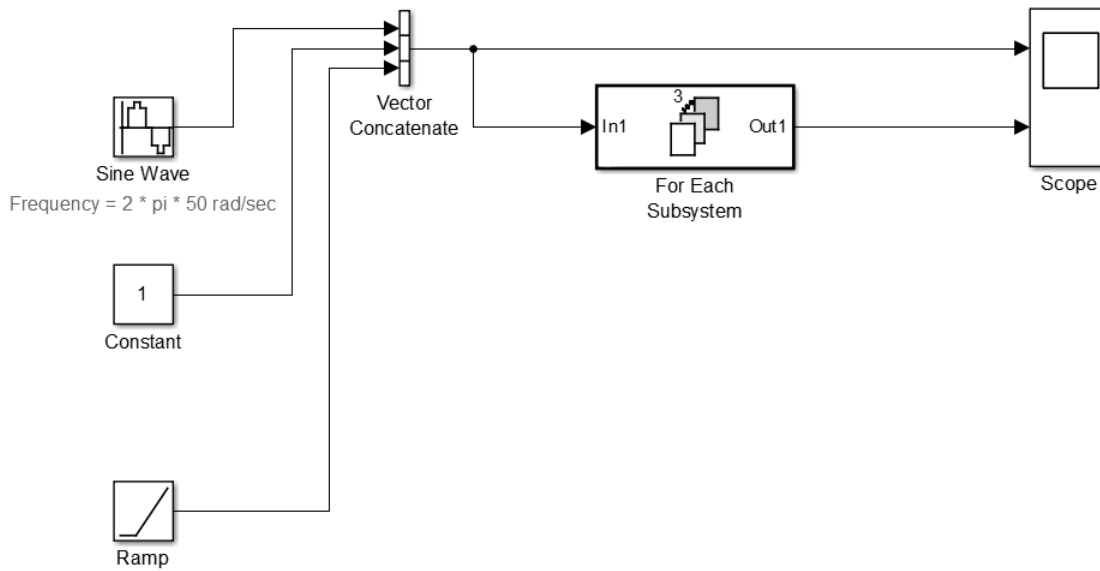 Vector
Concatenate
3
In1
Out1
For Each
Subsystem
Scope
Sine Wave
Frequency = 2 * pi * 50 rad/sec
1
Constant
Ramp